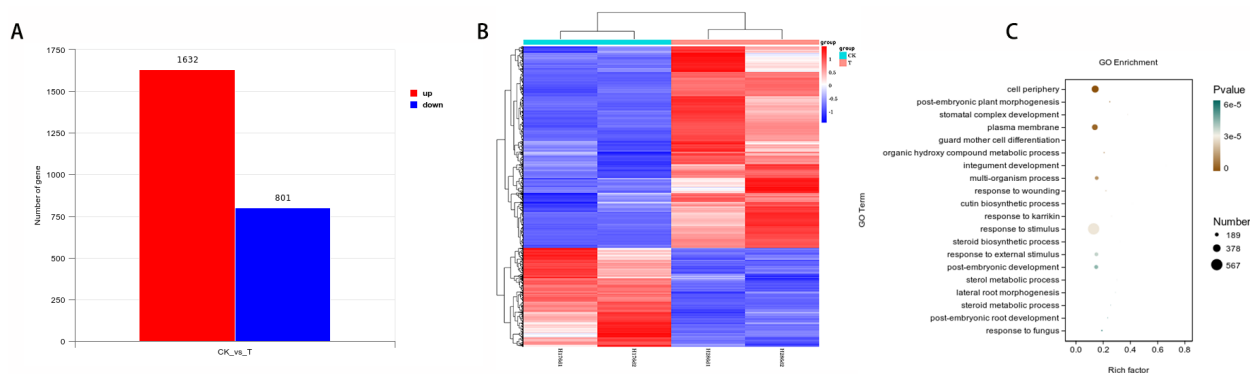 A
1750
1500
1250
1000
750
500
250
0
Number of gene
1632
801
CK_vs_T
up
down
B
group
1
0.5
0
-0.5
-1
group
CK
T
C
GO Enrichment
GO Term
cell periphery
post-embryonic plant morphogenesis
stomatal complex development
plasma membrane
guard mother cell differentiation
organic hydroxy compound metabolic process
integument development
multi-organism process
response to wounding
cutin biosynthetic process
response to karrikin
response to stimulus
steroid biosynthetic process
response to external stimulus
post-embryonic development
sterol metabolic process
lateral root morphogenesis
steroid metabolic process
post-embryonic root development
response to fungus
0.0 0.2 0.4 0.6 0.8
Rich factor
Pvalue
6e-5
3e-5
0
Number
189
378
567